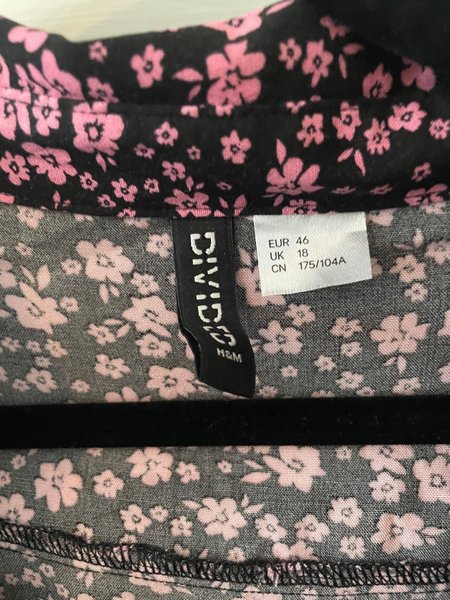 DIVIDED
H&M
EUR 46
UK 18
CN 175/104A